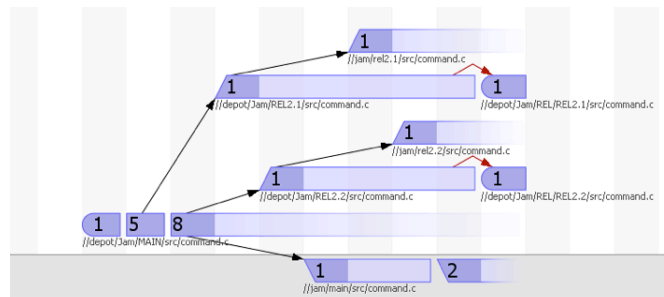 1
//jam/rel2.1/src/command.c
1
//depot/Jam/REL2.1/src/command.c
1
//depot/Jam/REL/REL2.1/src/command.c
1
//jam/rel2.2/src/command.c
1
//depot/Jam/REL2.2/src/command.c
1
//depot/Jam/REL/REL2.2/src/command.c
1 5 8
//depot/Jam/MAIN/src/command.c
1 2
//jam/main/src/command.c